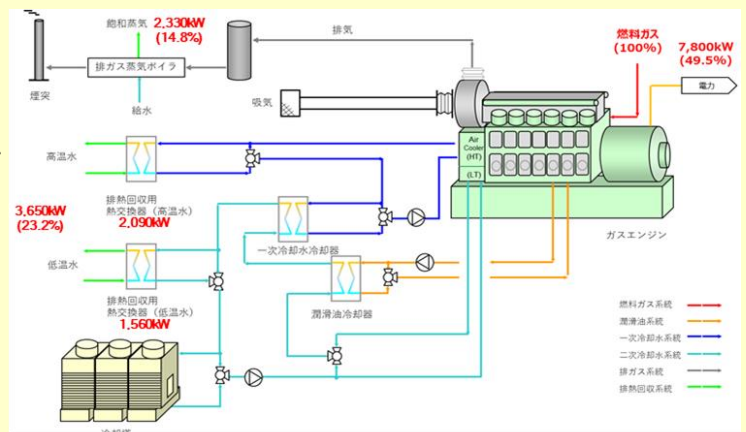 飽和蒸気
2,330kW
(14.8%)
排気
燃料ガス
(100%)
7,800kW
(49.5%)
電力
排ガス蒸気ボイラ
煙突
給水
吸気
Air
Cooler
(HT)
(LT)
高温水
ガスエンジン
3,650kW
(23.2%)
排熱回収用
熱交換器（高温水）
2,090kW
一次冷却水冷却器
低温水
排熱回収用
熱交換器（低温水）
1,560kW
潤滑油冷却器
燃料ガス系統
潤滑油系統
一次冷却水系統
二次冷却水系統
排ガス系統
排熱回収系統